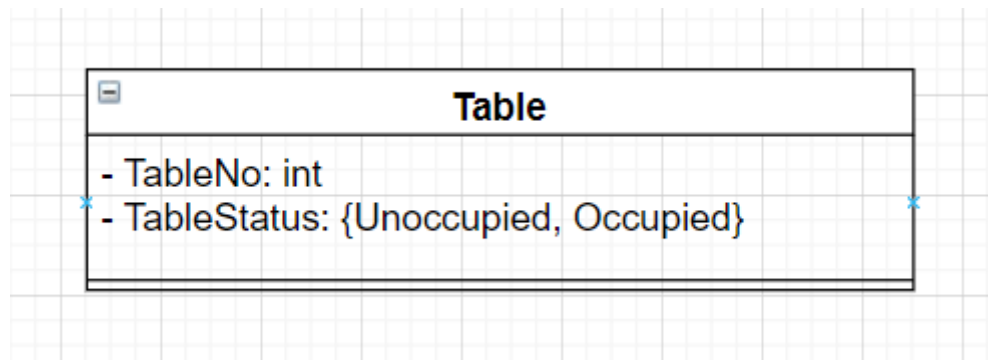 Table
- TableNo: int
- TableStatus: {Unoccupied, Occupied}